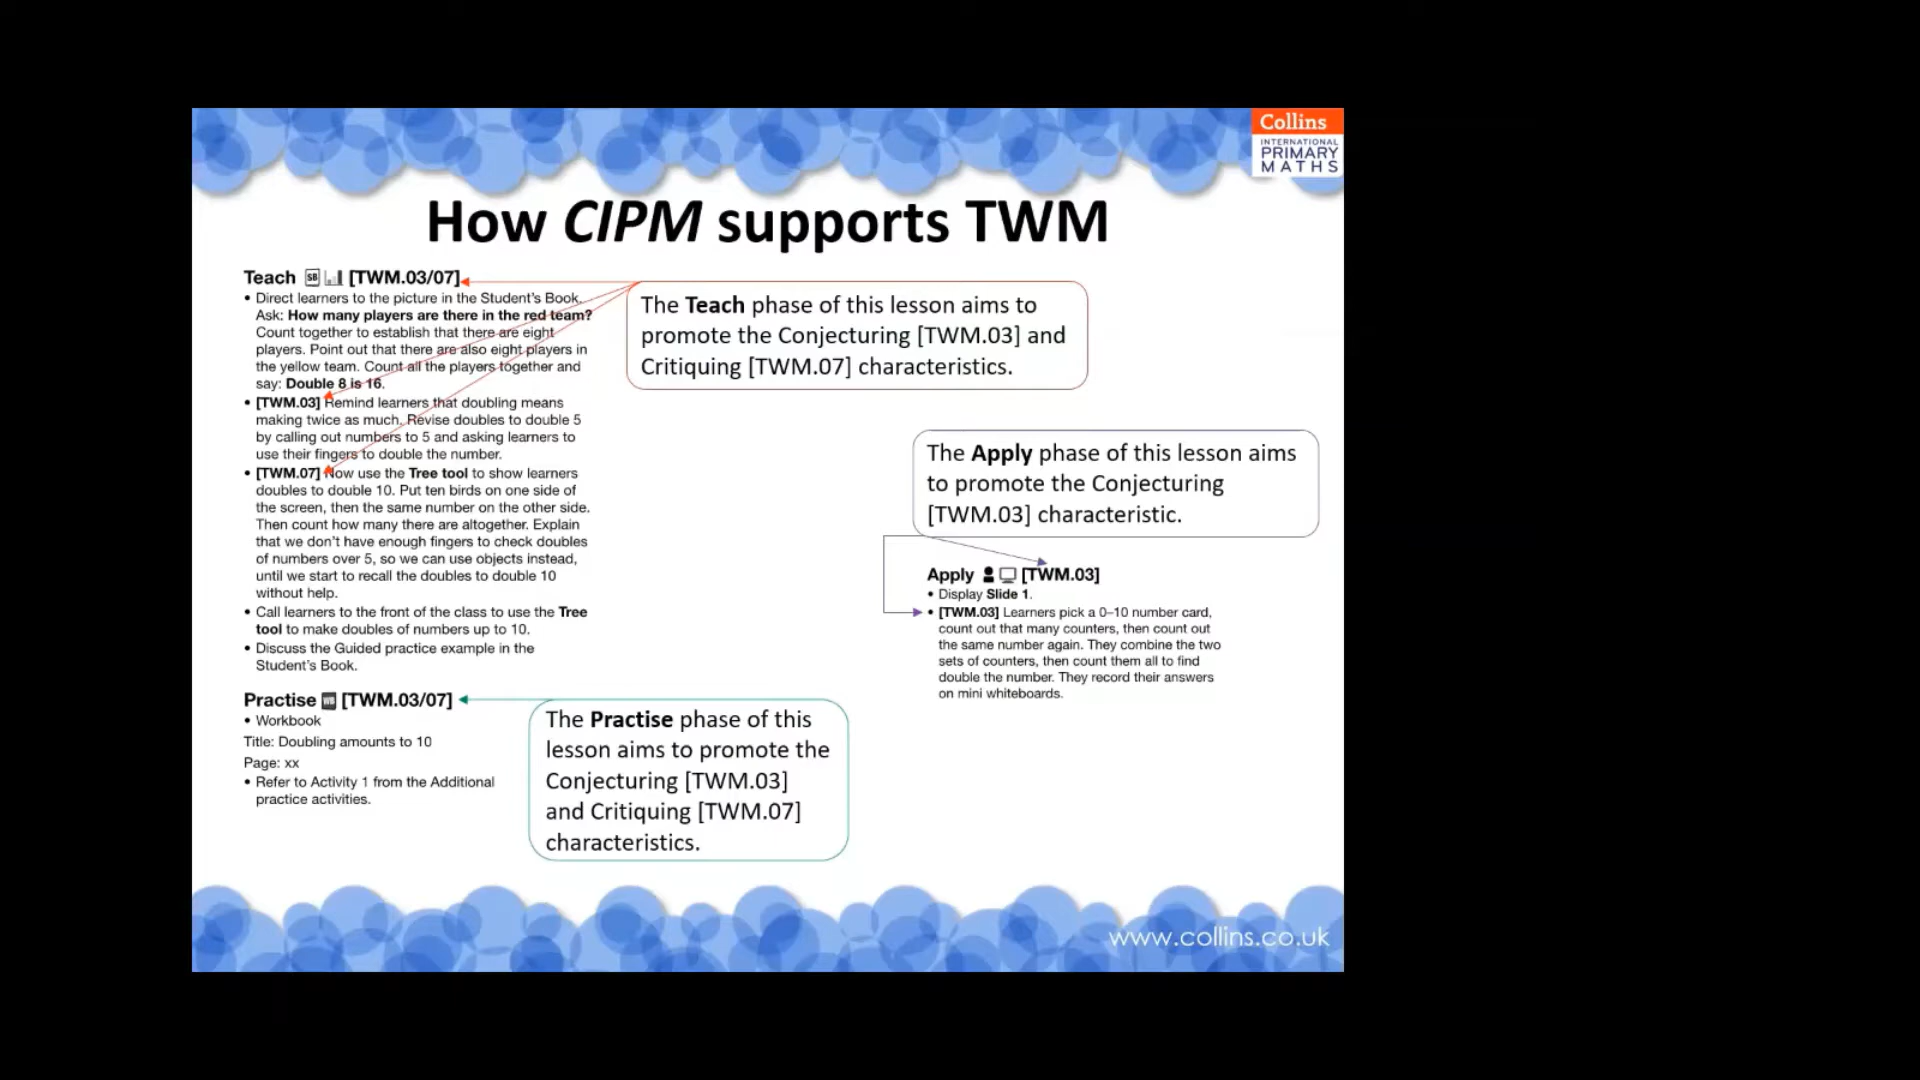 Collins
INTERNATIONAL
PRIMARY
MATHS
How CIPM supports TWM
Teach SB [TWM.03/07]
• Direct learners to the picture in the Student's Book.
Ask: How many players are there in the red team?
Count together to establish that there are eight
players. Point out that there are also eight players in
the yellow team. Count all the players together and
say: Double 8 is 16.
• [TWM.03] Remind learners that doubling means
making twice as much. Revise doubles to double 5
by calling out numbers to 5 and asking learners to
use their fingers to double the number.
• [TWM.07] Now use the Tree tool to show learners
doubles to double 10. Put ten birds on one side of
the screen, then the same number on the other side.
Then count how many there are altogether. Explain
that we don't have enough fingers to check doubles
of numbers over 5, so we can use objects instead,
until we start to recall the doubles to double 10
without help.
• Call learners to the front of the class to use the Tree
tool to make doubles of numbers up to 10.
• Discuss the Guided practice example in the
Student's Book.
Practise WB [TWM.03/07]
• Workbook
Title: Doubling amounts to 10
Page: xx
• Refer to Activity 1 from the Additional
practice activities.
The Teach phase of this lesson aims to
promote the Conjecturing [TWM.03] and
Critiquing [TWM.07] characteristics.
The Practise phase of this
lesson aims to promote the
Conjecturing [TWM.03]
and Critiquing [TWM.07]
characteristics.
The Apply phase of this lesson aims
to promote the Conjecturing
[TWM.03] characteristic.
Apply [TWM.03]
• Display Slide 1.
• [TWM.03] Learners pick a 0–10 number card,
count out that many counters, then count out
the same number again. They combine the two
sets of counters, then count them all to find
double the number. They record their answers
on mini whiteboards.
www.collins.co.uk